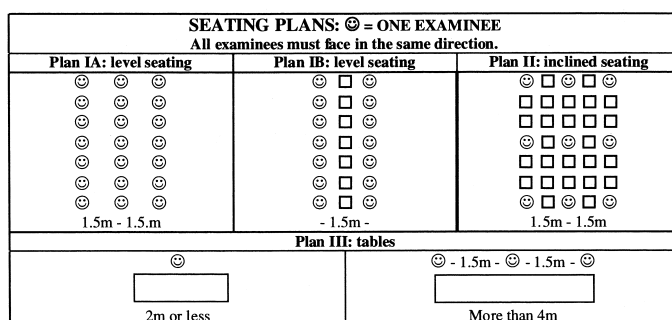 SEATING PLANS: ☺ = ONE EXAMINEE
All examinees must face in the same direction.
Plan IA: level seating
Plan IB: level seating
Plan II: inclined seating
1.5m - 1.5.m
- 1.5m -
1.5m - 1.5m
Plan III: tables
☺ - 1.5m - ☺ - 1.5m - ☺
2m or less
More than 4m